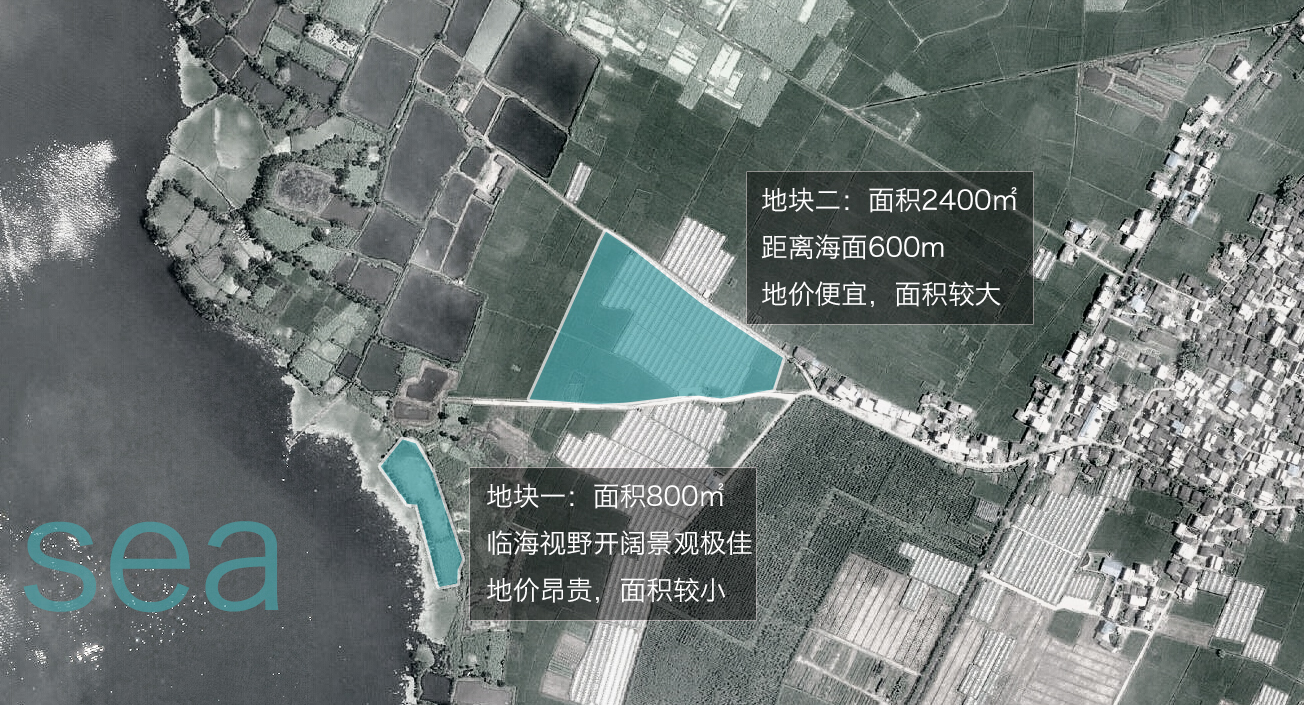 地块二：面积2400㎡
距离海面600m
地价便宜，面积较大
地块一：面积800㎡
临海视野开阔景观极佳
地价昂贵，面积较小
sea